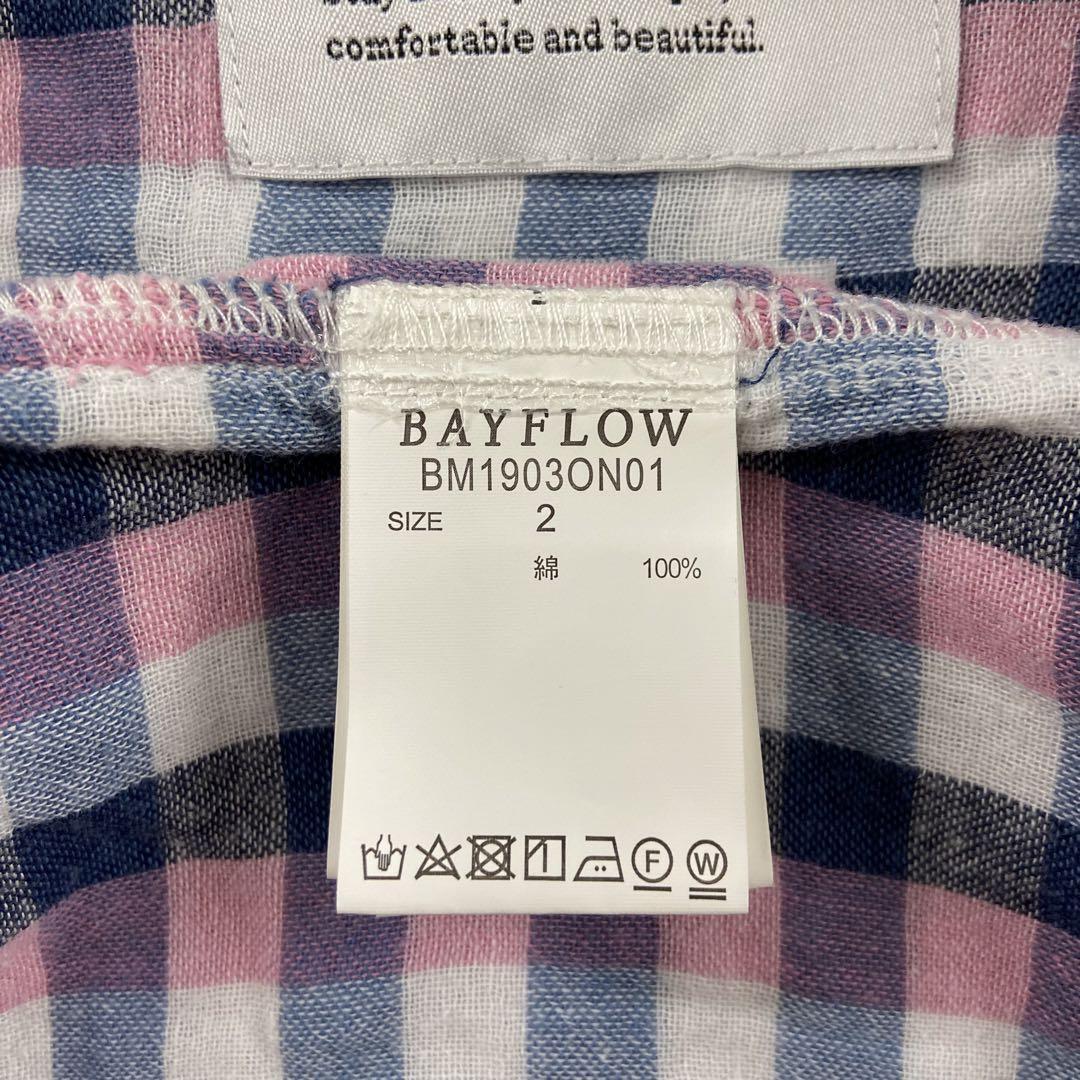 comfortable and beautiful.
BAYFLOW
BM1903ON01
SIZE 2
綿 100%
F W